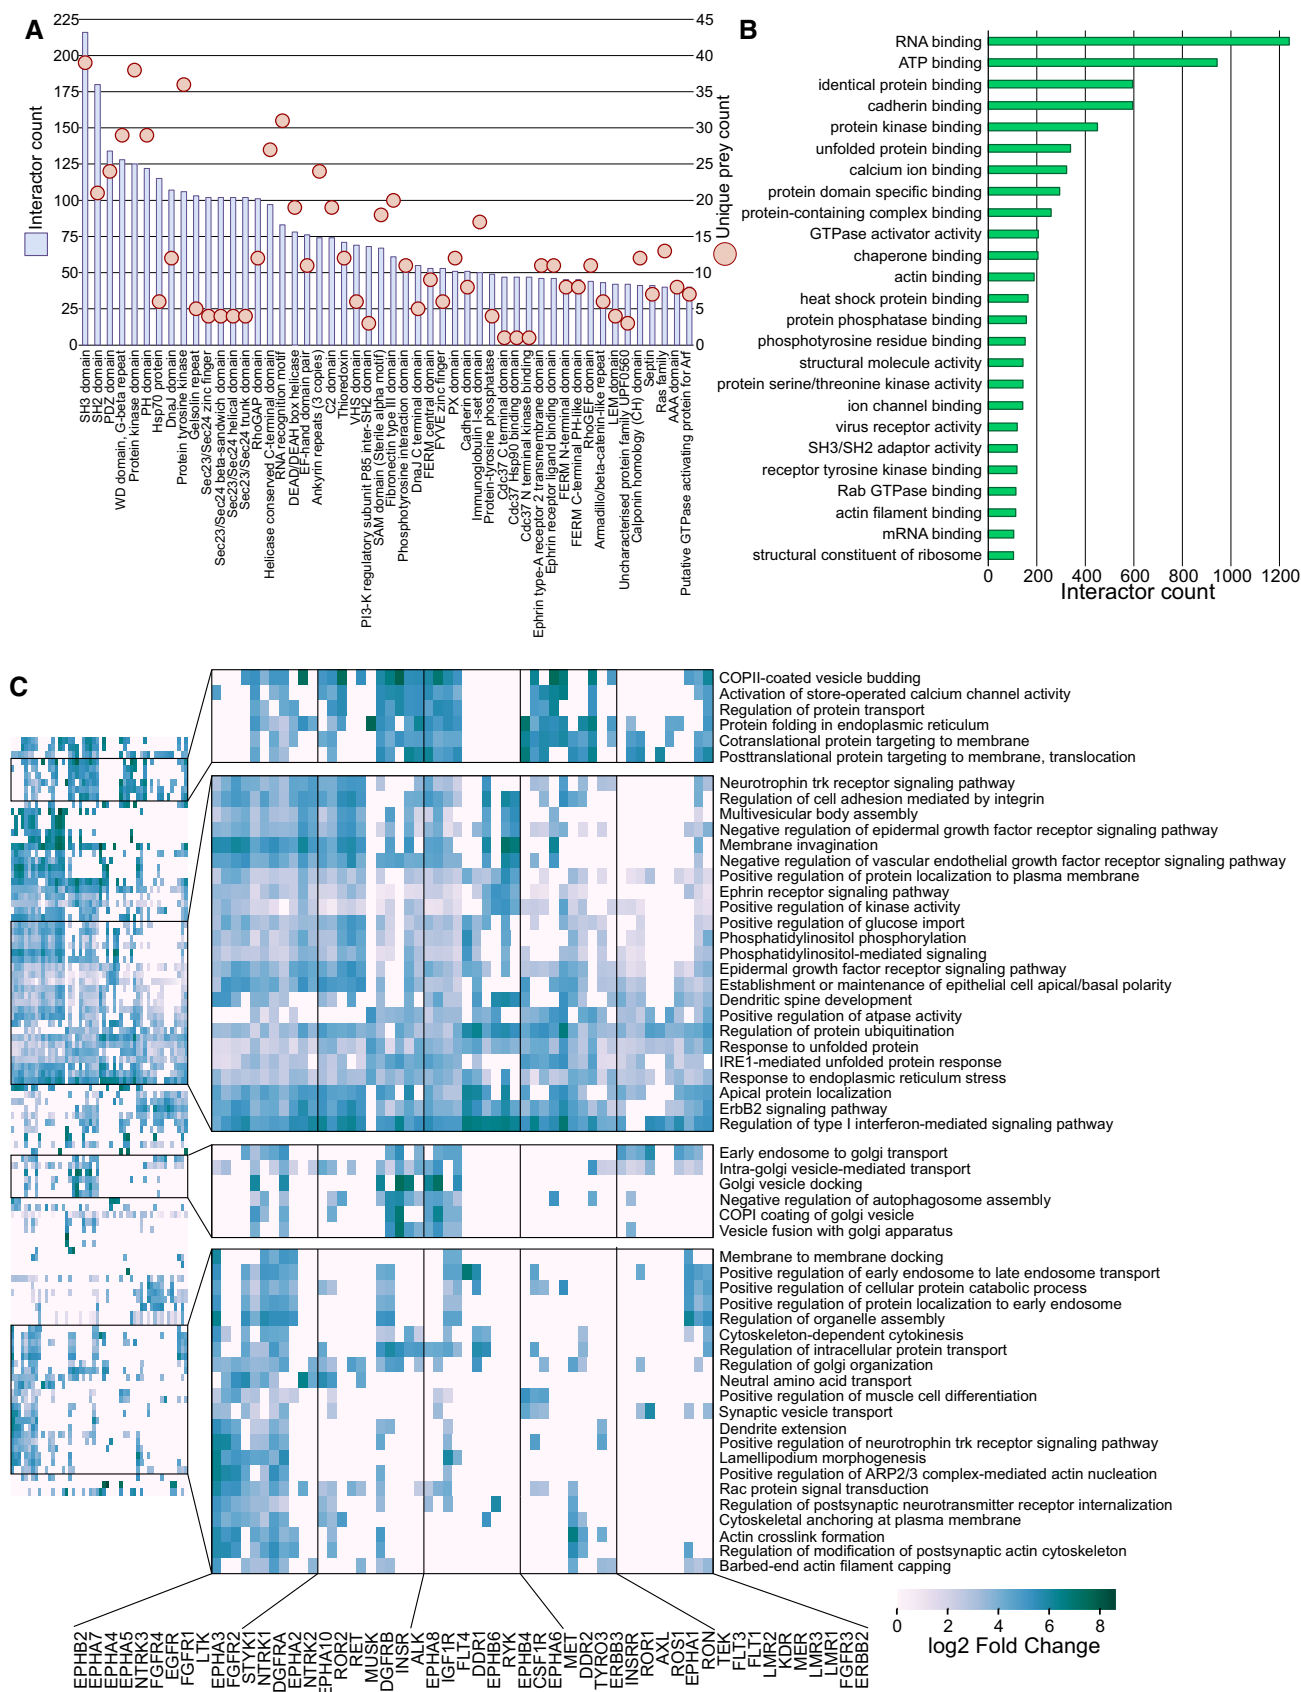 A
225
200
175
150
125
100
75
50
25
0
Interactor count
45
40
35
30
25
20
15
10
5
0
Unique prey count
SH3 domain
SH2 domain
PDZ domain
WD domain, G-beta repeat
Protein kinase domain
PH domain
Hsp70 protein
DnaJ domain
Protein tyrosine kinase
Gelsolin repeat
Sec23/Sec24 zinc finger
Sec23/Sec24 beta-sandwich domain
Sec23/Sec24 helical domain
Sec23/Sec24 trunk domain
RhoGAP domain
Helicase conserved C-terminal domain
RNA recognition motif
DEAD/DEAH box helicase
EF-hand domain pair
Ankyrin repeats (3 copies)
C2 domain
Thioredoxin
VHS domain
PI3-K regulatory subunit P85 inter-SH2 domain
SAM domain (Sterile alpha motif)
Fibronectin type III domain
Phosphotyrosine interaction domain
DnaJ C terminal domain
FERM central domain
FYVE zinc finger
PX domain
Cadherin domain
Immunoglobulin I-set domain
Protein-tyrosine phosphatase
Cdc37 C terminal domain
Cdc37 Hsp90 binding domain
Cdc37 N terminal kinase binding
Ephrin type-A receptor 2 transmembrane domain
Ephrin receptor ligand binding domain
FERM N-terminal domain
FERM C-terminal PH-like domain
RhoGEF domain
Armadillo/beta-catenin-like repeat
LEM domain
Uncharacterised protein family UPF0560
Calponin homology (CH) domain
Septin
Ras family
AAA domain
Putative GTPase activating protein for Arf
B
RNA binding
ATP binding
identical protein binding
cadherin binding
protein kinase binding
unfolded protein binding
calcium ion binding
protein domain specific binding
protein-containing complex binding
GTPase activator activity
chaperone binding
actin binding
heat shock protein binding
protein phosphatase binding
phosphotyrosine residue binding
structural molecule activity
protein serine/threonine kinase activity
ion channel binding
virus receptor activity
SH3/SH2 adaptor activity
receptor tyrosine kinase binding
Rab GTPase binding
actin filament binding
mRNA binding
structural constituent of ribosome
0 200 400 600 800 1000 1200
Interactor count
C
COPII-coated vesicle budding
Activation of store-operated calcium channel activity
Regulation of protein transport
Protein folding in endoplasmic reticulum
Cotranslational protein targeting to membrane
Posttranslational protein targeting to membrane, translocation
Neurotrophin trk receptor signaling pathway
Regulation of cell adhesion mediated by integrin
Multivesicular body assembly
Negative regulation of epidermal growth factor receptor signaling pathway
Membrane invagination
Negative regulation of vascular endothelial growth factor receptor signaling pathway
Positive regulation of protein localization to plasma membrane
Ephrin receptor signaling pathway
Positive regulation of kinase activity
Positive regulation of glucose import
Phosphatidylinositol phosphorylation
Phosphatidylinositol-mediated signaling
Epidermal growth factor receptor signaling pathway
Establishment or maintenance of epithelial cell apical/basal polarity
Dendritic spine development
Positive regulation of atpase activity
Regulation of protein ubiquitination
Response to unfolded protein
IRE1-mediated unfolded protein response
Response to endoplasmic reticulum stress
Apical protein localization
ErbB2 signaling pathway
Regulation of type I interferon-mediated signaling pathway
Early endosome to golgi transport
Intra-golgi vesicle-mediated transport
Golgi vesicle docking
Negative regulation of autophagosome assembly
COPI coating of golgi vesicle
Vesicle fusion with golgi apparatus
Membrane to membrane docking
Positive regulation of early endosome to late endosome transport
Positive regulation of cellular protein catabolic process
Positive regulation of protein localization to early endosome
Regulation of organelle assembly
Cytoskeleton-dependent cytokinesis
Regulation of intracellular protein transport
Regulation of golgi organization
Neutral amino acid transport
Positive regulation of muscle cell differentiation
Synaptic vesicle transport
Dendrite extension
Positive regulation of neurotrophin trk receptor signaling pathway
Lamellipodium morphogenesis
Positive regulation of ARP2/3 complex-mediated actin nucleation
Rac protein signal transduction
Regulation of postsynaptic neurotransmitter receptor internalization
Cytoskeletal anchoring at plasma membrane
Actin crosslink formation
Regulation of modification of postsynaptic actin cytoskeleton
Barbed-end actin filament capping
EPHB2
EPHA7
EPHA4
EPHA5
NTRK3
FGFR4
EGFR
FGFR1
LTK
EPHA3
FGFR2
STYK1
NTRK1
DGFRA
EPHA2
NTRK2
EPHA10
ROR2
RET
MUSK
DGFRB
INSR
ALK
EPHA8
IGF1R
FLT4
DDR1
EPHB6
RYK
EPHB4
CSF1R
EPHA6
MET
DDR2
TYRO3
ERBB3
INSRR
ROR1
AXL
ROS1
EPHA1
RON
TEK
FLT3
FLT1
LMR2
KDR
MER
LMR3
LMR1
FGFR3
ERBB2
0 2 4 6 8
log2 Fold Change